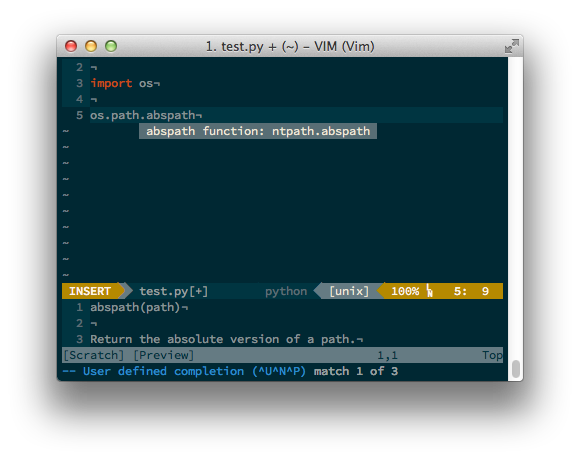 1. test.py + (~) – VIM (Vim)
2 ¬
3 import os¬
4 ¬
5 os.path.abspath¬
~ abspath function: ntpath.abspath
~
~
~
~
~
~
~
~
~
INSERT test.py[+] python [unix] 100% LN 5: 9
1 abspath(path)¬
2 ¬
3 Return the absolute version of a path.¬
[Scratch] [Preview] 1,1 Top
-- User defined completion (^U^N^P) match 1 of 3